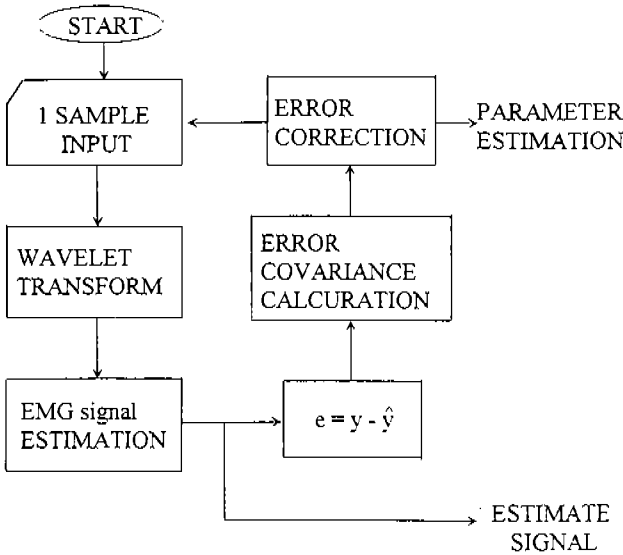 START
1 SAMPLE
INPUT
ERROR
CORRECTION
PARAMETER
ESTIMATION
WAVELET
TRANSFORM
ERROR
COVARIANCE
CALCURATION
EMG signal
ESTIMATION
e = y - ŷ
ESTIMATE
SIGNAL